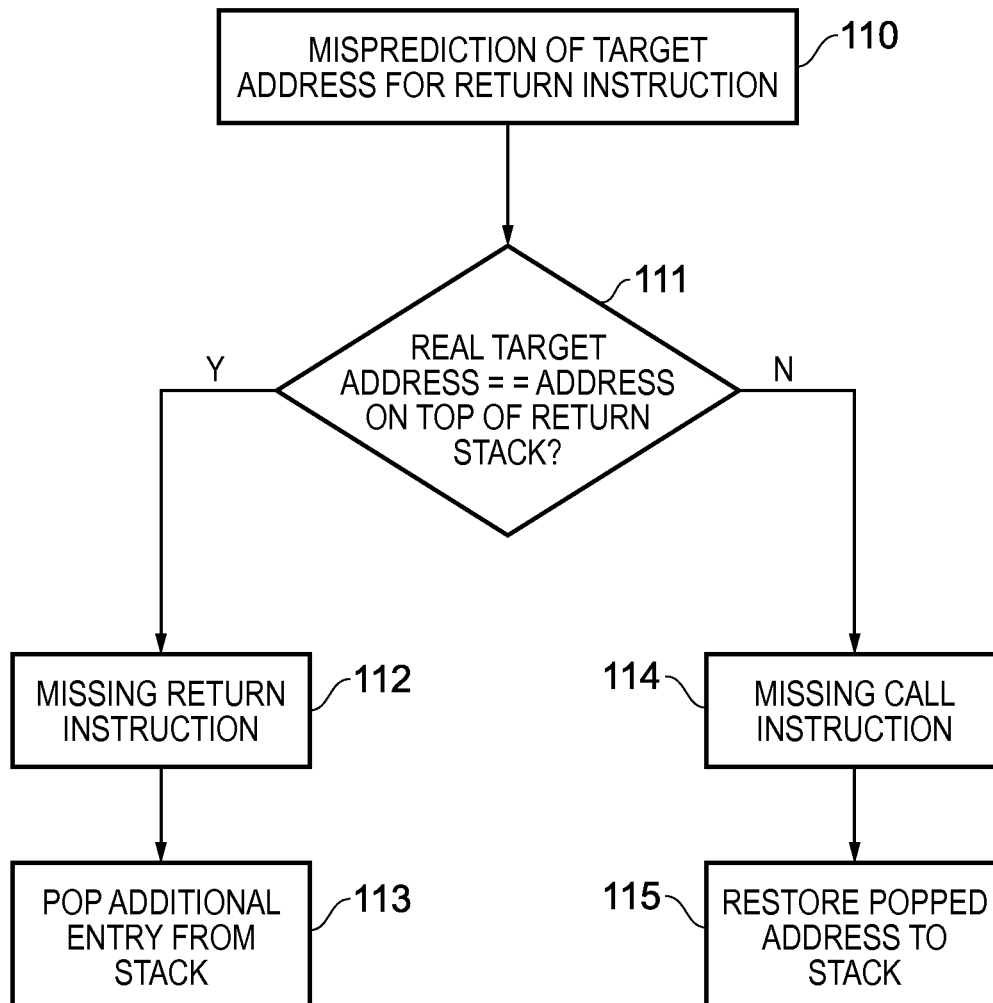 MISPREDICTION OF TARGET
ADDRESS FOR RETURN INSTRUCTION
110
111
REAL TARGET
ADDRESS = = ADDRESS
ON TOP OF RETURN
STACK?
Y
N
MISSING RETURN
INSTRUCTION
112
114
MISSING CALL
INSTRUCTION
POP ADDITIONAL
ENTRY FROM
STACK
113
115
RESTORE POPPED
ADDRESS TO
STACK